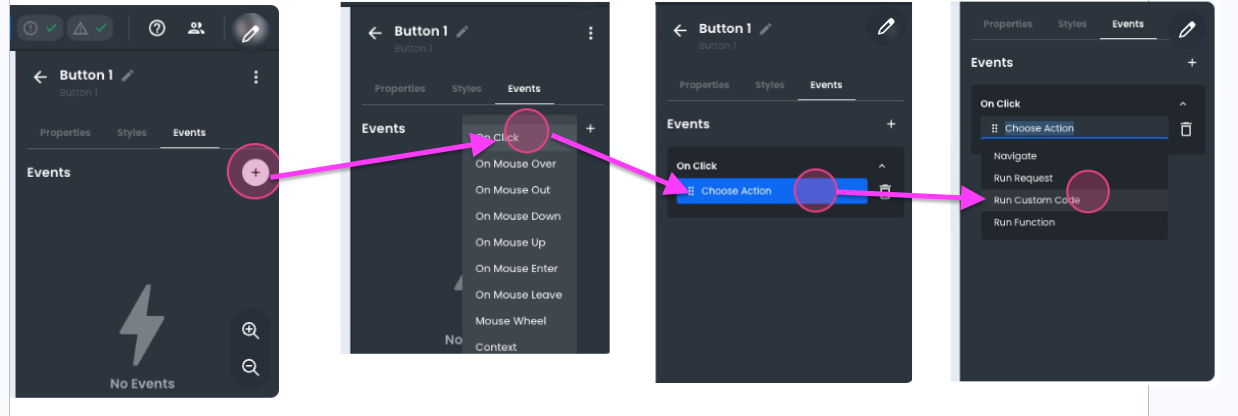 Button 1
Button 1
Properties Styles Events
Events
+
No Events
Button 1
Button 1
Properties Styles Events
Events +
On Click
On Mouse Over
On Mouse Out
On Mouse Down
On Mouse Up
On Mouse Enter
On Mouse Leave
Mouse Wheel
Context
No
Button 1
Button 1
Properties Styles Events
Events +
On Click
Choose Action
Properties Styles Events
Events +
On Click
Choose Action
Navigate
Run Request
Run Custom Code
Run Function